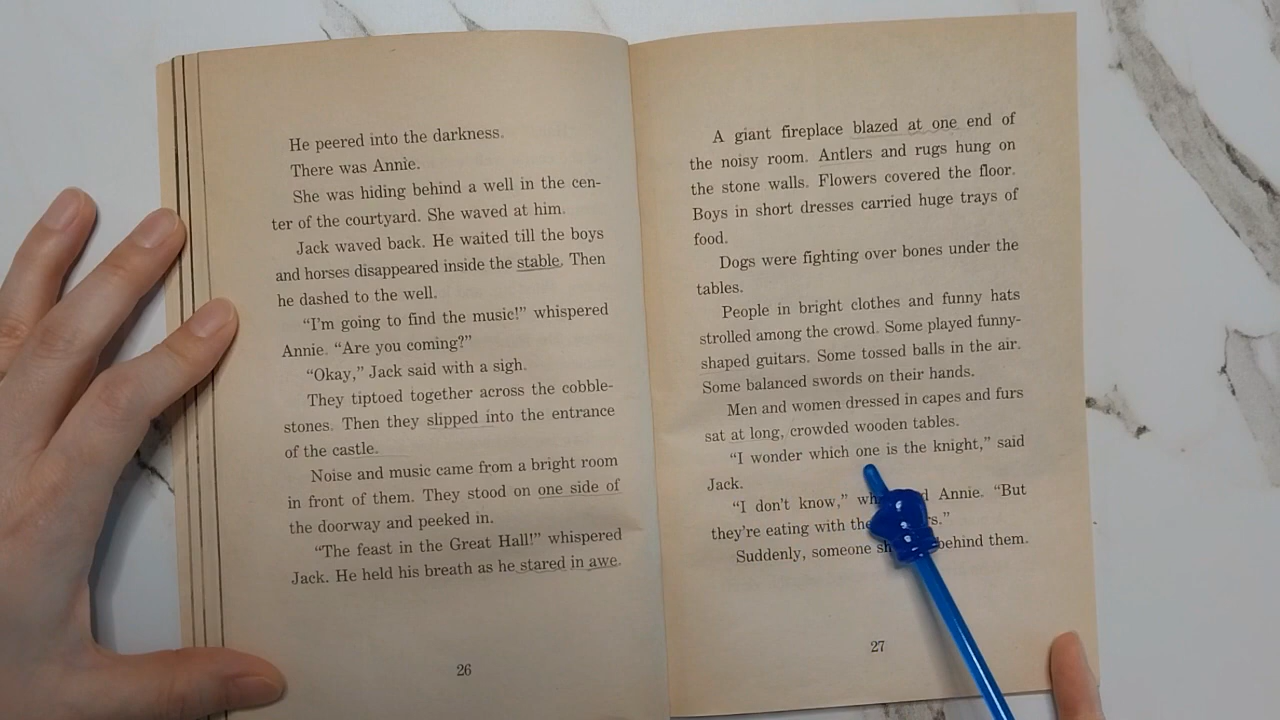 He peered into the darkness.
There was Annie.
She was hiding behind a well in the cen-
ter of the courtyard. She waved at him.
Jack waved back. He waited till the boys
and horses disappeared inside the stable. Then
he dashed to the well.
“I’m going to find the music!” whispered
Annie. “Are you coming?”
“Okay,” Jack said with a sigh.
They tiptoed together across the cobble-
stones. Then they slipped into the entrance
of the castle.
Noise and music came from a bright room
in front of them. They stood on one side of
the doorway and peeked in.
“The feast in the Great Hall!” whispered
Jack. He held his breath as he stared in awe.
26
A giant fireplace blazed at one end of
the noisy room. Antlers and rugs hung on
the stone walls. Flowers covered the floor.
Boys in short dresses carried huge trays of
food.
Dogs were fighting over bones under the
tables.
People in bright clothes and funny hats
strolled among the crowd. Some played funny-
shaped guitars. Some tossed balls in the air.
Some balanced swords on their hands.
Men and women dressed in capes and furs
sat at long, crowded wooden tables.
“I wonder which one is the knight,” said
Jack.
“I don’t know,” Annie. “But
they’re eating with
Suddenly, someone behind them.
27